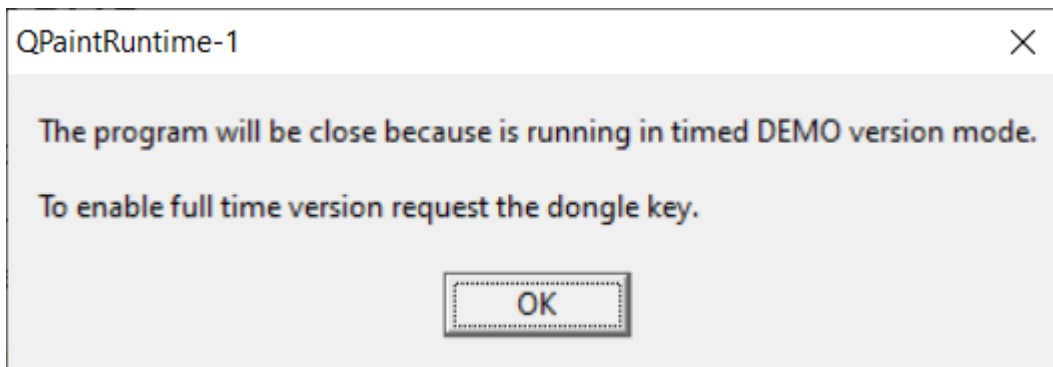 QPaintRuntime-1
The program will be close because is running in timed DEMO version mode.
To enable full time version request the dongle key.
OK